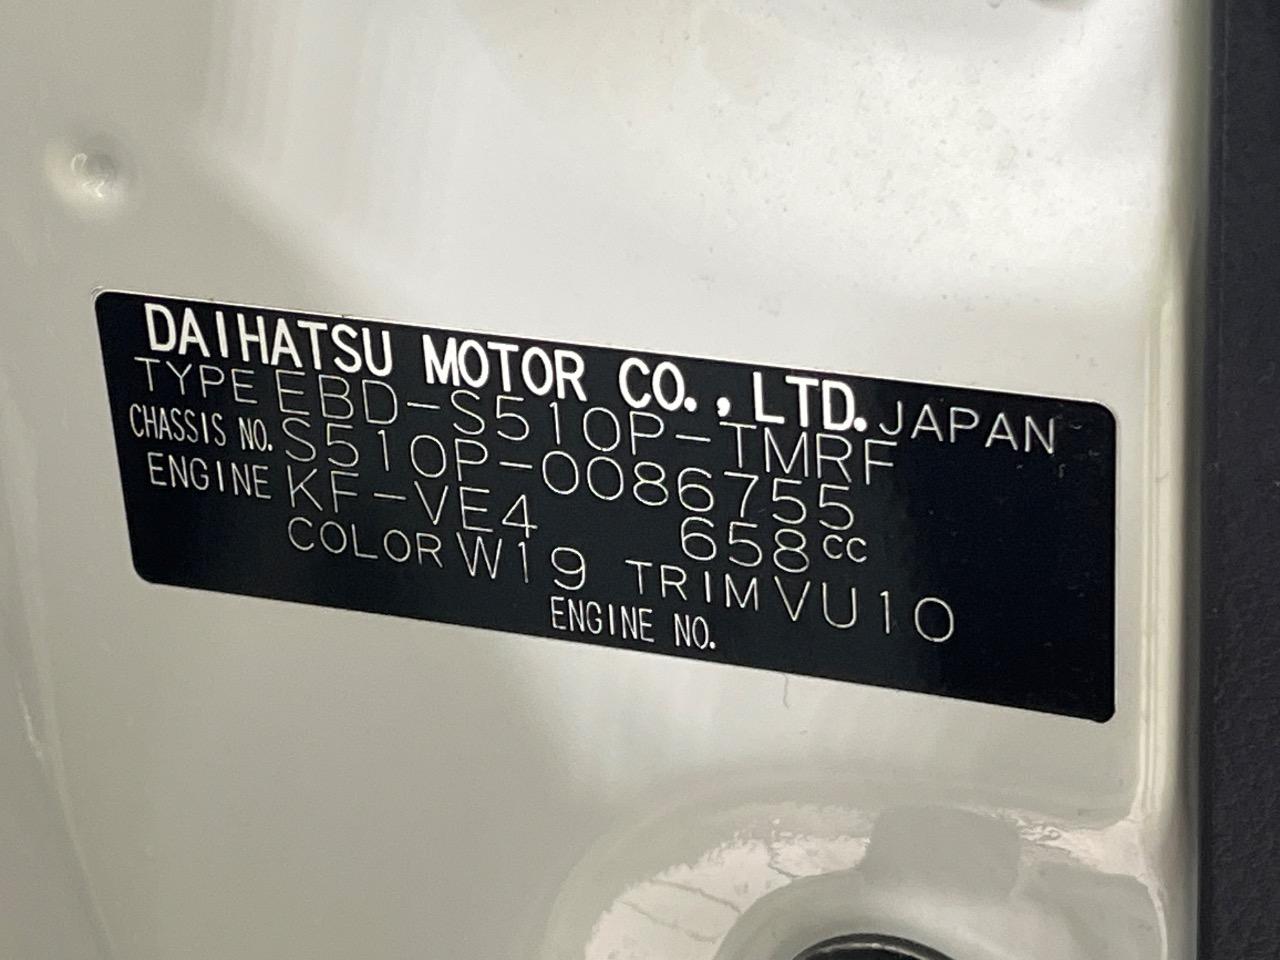 DAIHATSU MOTOR CO., LTD. JAPAN
TYPE EBD-S510P-TMRF
CHASSIS NO. S510P-0086755
ENGINE KF-VE4 658cc
COLOR W19 TRIM VU10
ENGINE NO.